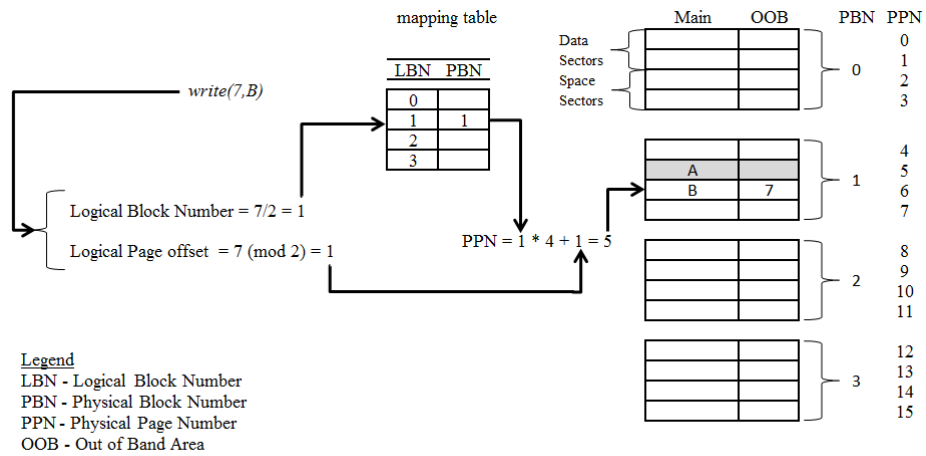 mapping table
Main OOB PBN PPN
Data
Sectors
Space
Sectors
0
0
1
2
3
LBN PBN
0
1 1
2
3
write(7,B)
A
B 7
1
4
5
6
7
Logical Block Number = 7/2 = 1
Logical Page offset = 7 (mod 2) = 1
PPN = 1 * 4 + 1 = 5
2
8
9
10
11
3
12
13
14
15
Legend
LBN - Logical Block Number
PBN - Physical Block Number
PPN - Physical Page Number
OOB - Out of Band Area